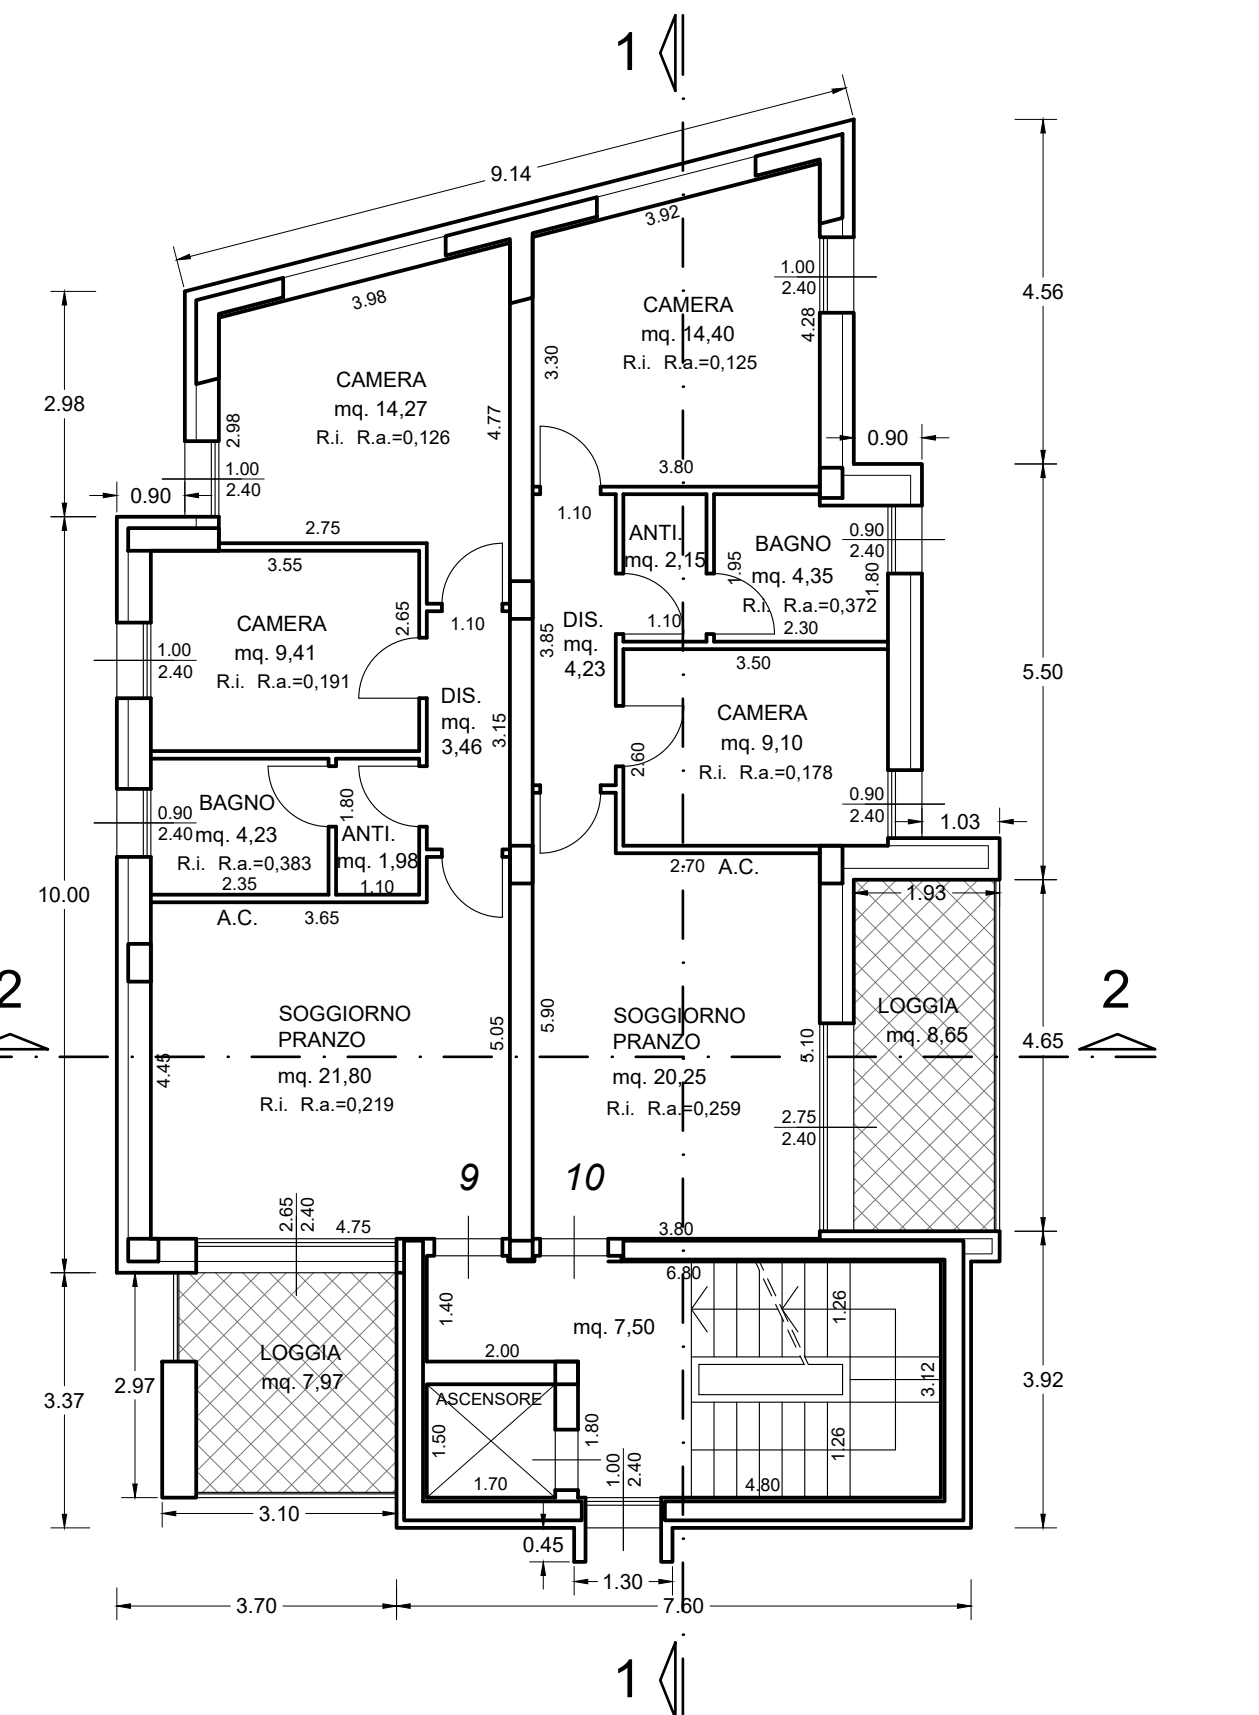 1
9.14
3.92
1.00
2.40
4.28
4.56
CAMERA
mq. 14,40
R.i. R.a.=0,125
3.30
3.98
2.98
CAMERA
mq. 14,27
R.i. R.a.=0,126
4.77
2.98
1.00
2.40
0.90
0.90
3.80
1.10
2.75
3.55
ANTI.
mq. 2,15
1.95
BAGNO
mq. 4,35
R.i. R.a.=0,372
2.30
0.90
2.40
1.80
1.10
CAMERA
mq. 9,41
R.i. R.a.=0,191
2.65
1.00
2.40
1.10
DIS.
mq.
4,23
3.85
3.50
5.50
DIS.
mq.
3,46
3.15
CAMERA
mq. 9,10
R.i. R.a.=0,178
2.60
0.90
2.40
1.03
BAGNO
mq. 4,23
R.i. R.a.=0,383
2.35
0.90
2.40
1.80
ANTI.
mq. 1,98
1.10
2.70
A.C.
10.00
A.C.
3.65
1.93
2
2
SOGGIORNO
PRANZO
mq. 21,80
R.i. R.a.=0,219
4.45
5.05
5.90
SOGGIORNO
PRANZO
mq. 20,25
R.i. R.a.=0,259
5.10
LOGGIA
mq. 8,65
4.65
2.75
2.40
9
10
2.65
2.40
4.75
3.80
6.80
1.40
mq. 7,50
1.26
2.00
LOGGIA
mq. 7,97
2.97
3.37
3.12
3.92
ASCENSORE
1.50
1.70
1.80
1.00
2.40
1.26
4.80
3.10
0.45
1.30
3.70
7.60
1